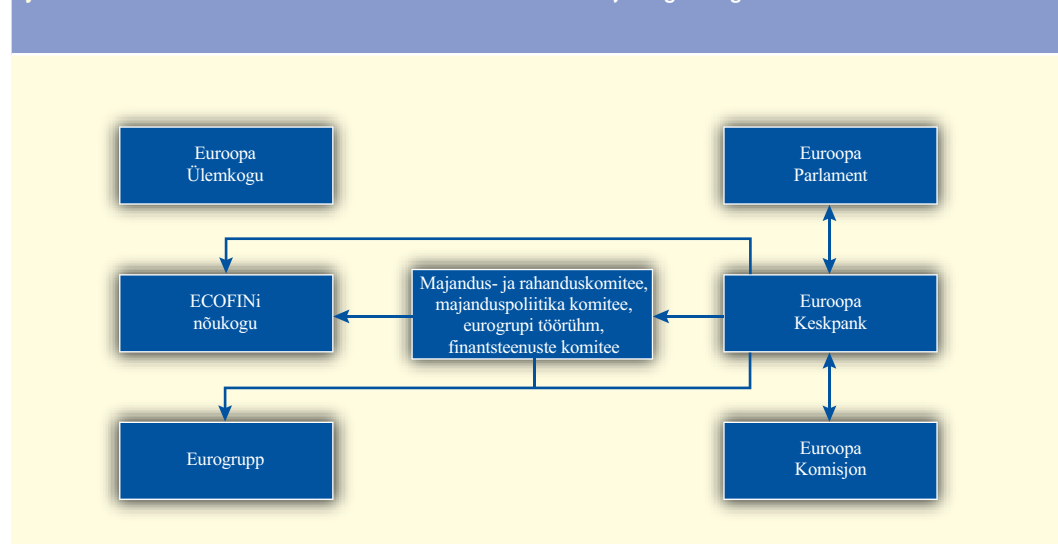 Euroopa
Ülemkogu
Euroopa
Parlament
ECOFINi
nõukogu
Majandus- ja rahanduskomitee,
majanduspoliitika komitee,
eurogrupi töörühm,
finantsteenuste komitee
Euroopa
Keskpank
Eurogrupp
Euroopa
Komisjon